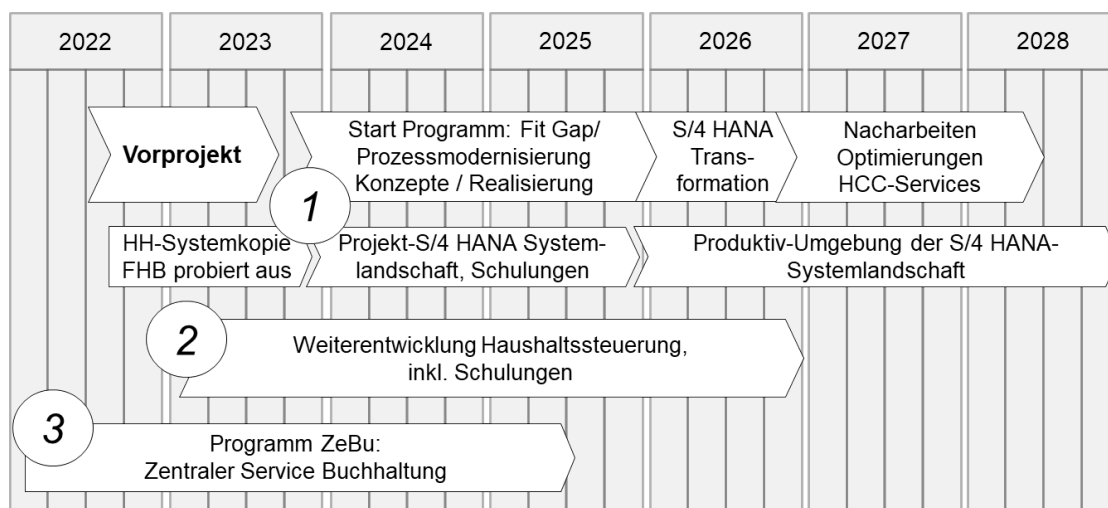 2022
2023
2024
2025
2026
2027
2028
Vorprojekt
Start Programm: Fit Gap/
Prozessmodernisierung
Konzepte / Realisierung
S/4 HANA
Trans-
formation
Nacharbeiten
Optimierungen
HCC-Services
1
HH-Systemkopie
FHB probiert aus
Projekt-S/4 HANA System-
landschaft, Schulungen
Produktiv-Umgebung der S/4 HANA-
Systemlandschaft
2
Weiterentwicklung Haushaltssteuerung,
inkl. Schulungen
3
Programm ZeBu:
Zentraler Service Buchhaltung